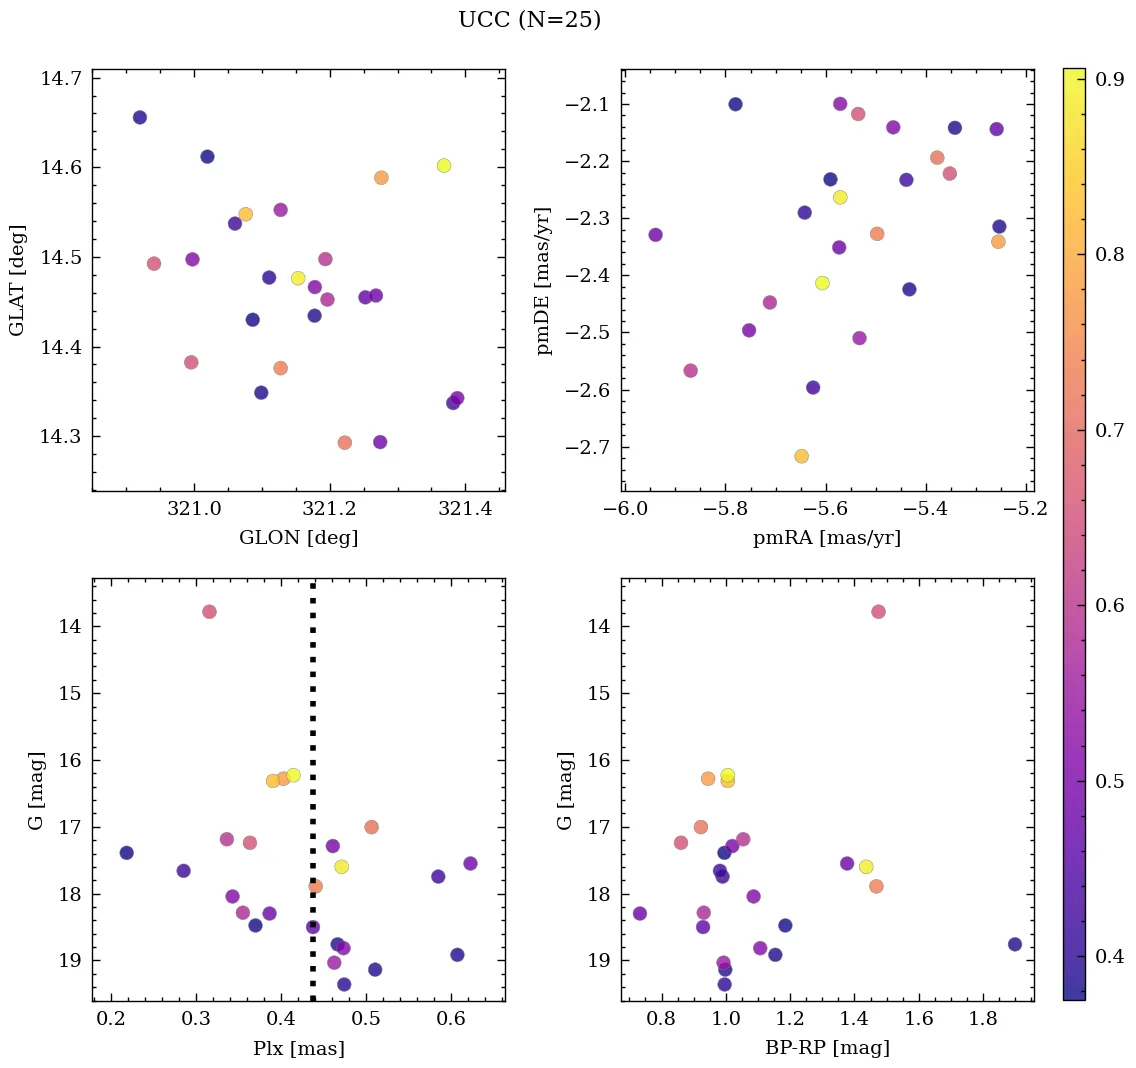 UCC (N=25)
14.7
14.6
14.5
14.4
14.3
GLAT [deg]
321.0 321.2 321.4
GLON [deg]
−2.1
−2.2
−2.3
−2.4
−2.5
−2.6
−2.7
pmDE [mas/yr]
−6.0 −5.8 −5.6 −5.4 −5.2
pmRA [mas/yr]
14
15
16
17
18
19
G [mag]
0.2 0.3 0.4 0.5 0.6
Plx [mas]
14
15
16
17
18
19
G [mag]
0.8 1.0 1.2 1.4 1.6 1.8
BP-RP [mag]
0.9
0.8
0.7
0.6
0.5
0.4